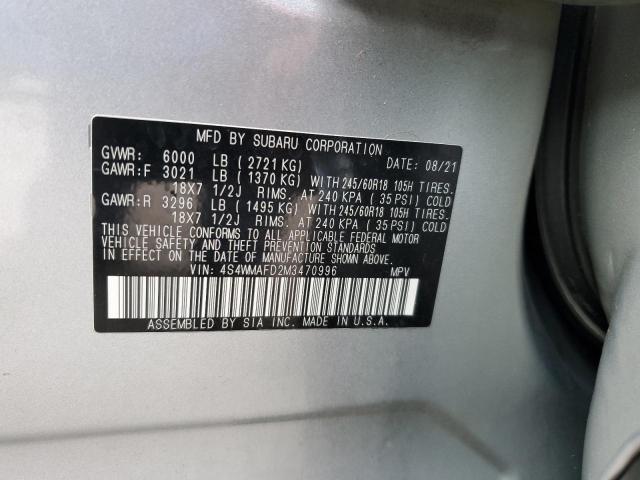 MFD BY SUBARU CORPORATION
GVWR: 6000 LB ( 2721 KG) DATE: 08/21
GAWR:F 3021 LB ( 1370 KG) WITH 245/60R18 105H TIRES.
18X7 1/2J RIMS. AT 240 KPA ( 35 PSI) COLD
GAWR:R 3296 LB ( 1495 KG) WITH 245/60R18 105H TIRES.
18X7 1/2J RIMS. AT 240 KPA ( 35 PSI) COLD
THIS VEHICLE CONFORMS TO ALL APPLICABLE FEDERAL MOTOR
VEHICLE SAFETY AND THEFT PREVENTION STANDARDS
IN EFFECT ON THE DATE OF MANUFACTURE SHOWN ABOVE.
VIN: 4S4WMAFD2M3470996 MPV
ASSEMBLED BY SIA INC. MADE IN U.S.A.